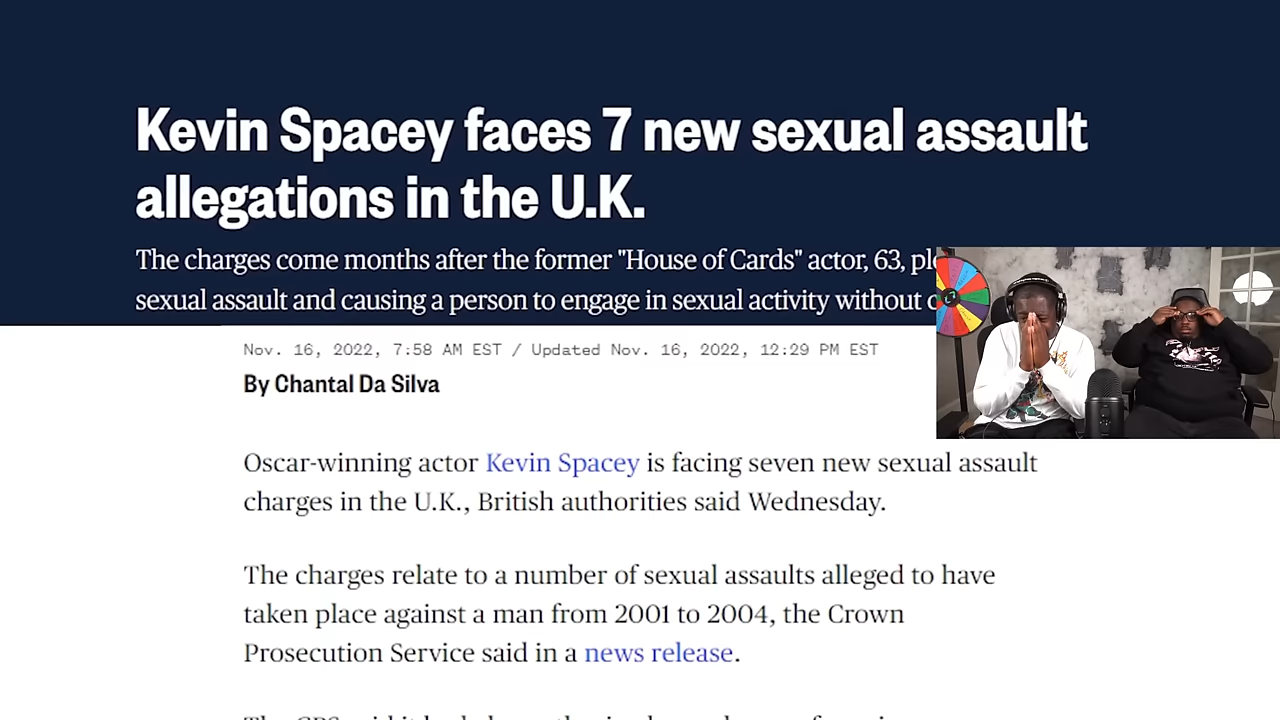 Kevin Spacey faces 7 new sexual assault
allegations in the U.K.
The charges come months after the former "House of Cards" actor, 63,
sexual assault and causing a person to engage in sexual activity without
Nov. 16, 2022, 7:58 AM EST / Updated Nov. 16, 2022, 12:29 PM EST
By Chantal Da Silva
Oscar-winning actor Kevin Spacey is facing seven new sexual assault
charges in the U.K., British authorities said Wednesday.
The charges relate to a number of sexual assaults alleged to have
taken place against a man from 2001 to 2004, the Crown
Prosecution Service said in a news release.